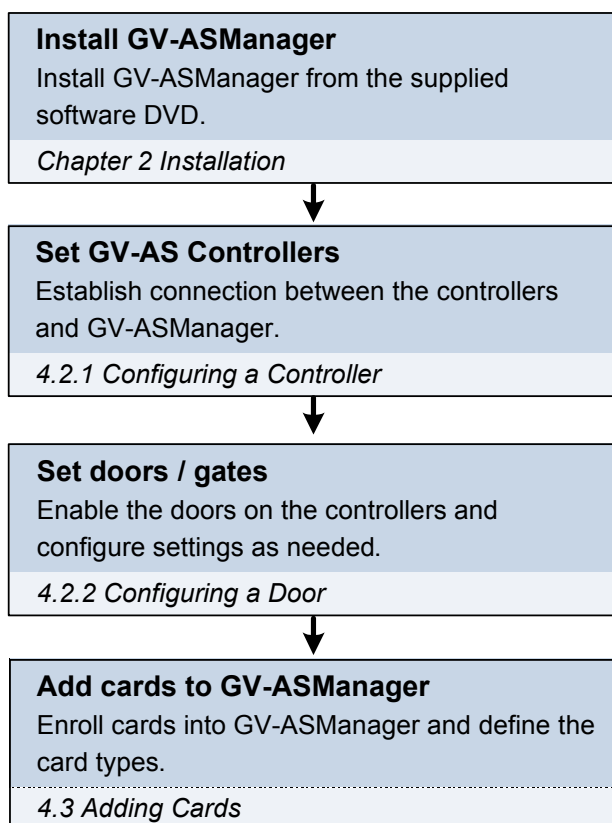 Install GV-ASManager
Install GV-ASManager from the supplied
software DVD.
Chapter 2 Installation
Set GV-AS Controllers
Establish connection between the controllers
and GV-ASManager.
4.2.1 Configuring a Controller
Set doors / gates
Enable the doors on the controllers and
configure settings as needed.
4.2.2 Configuring a Door
Add cards to GV-ASManager
Enroll cards into GV-ASManager and define the
card types.
4.3 Adding Cards